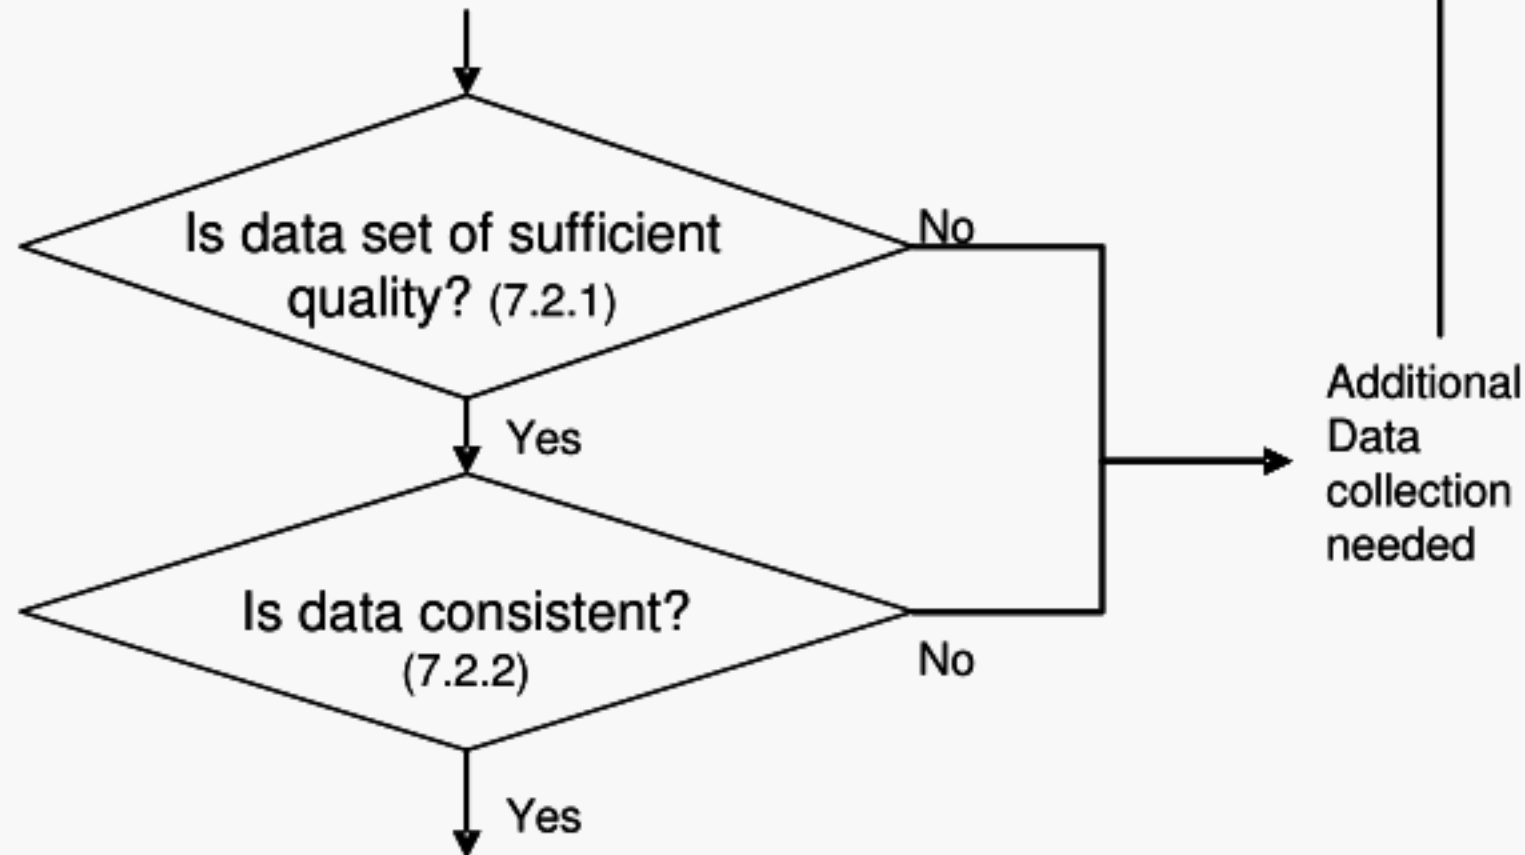 Is data set of sufficient
quality? (7.2.1)
No
Yes
Additional
Data
collection
needed
Is data consistent?
(7.2.2)
No
Yes